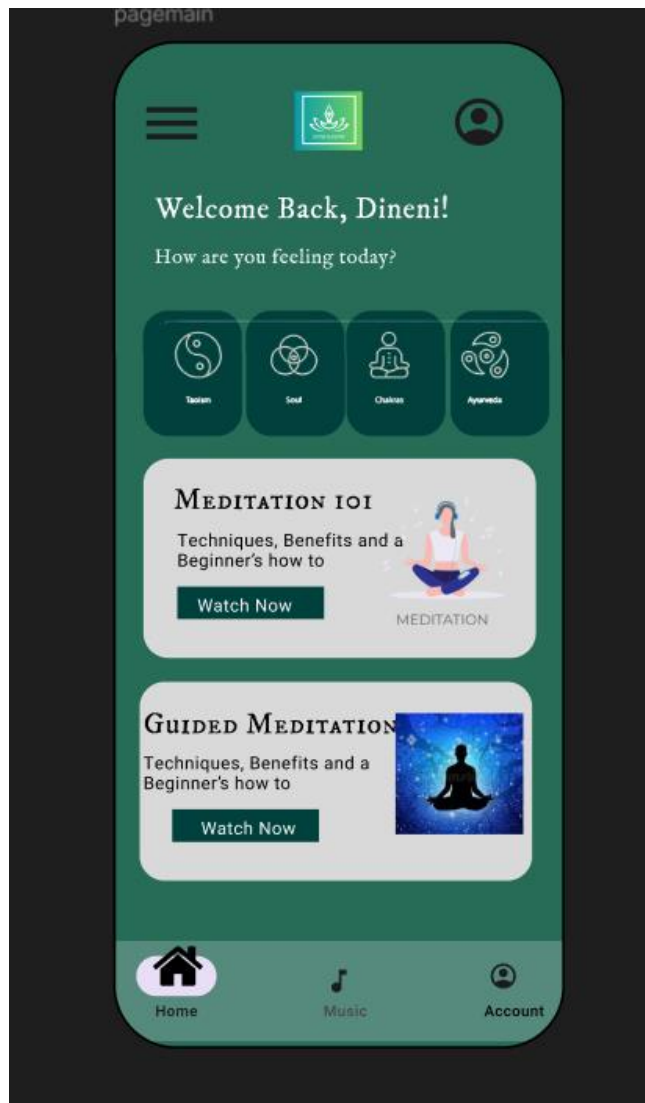 pagemain
Welcome Back, Dineni!
How are you feeling today?
Taoism
Soul
Chakras
Ayurveda
Meditation 101
Techniques, Benefits and a
Beginner's how to
Watch Now
MEDITATION
Guided Meditation
Techniques, Benefits and a
Beginner's how to
Watch Now
Home
Music
Account